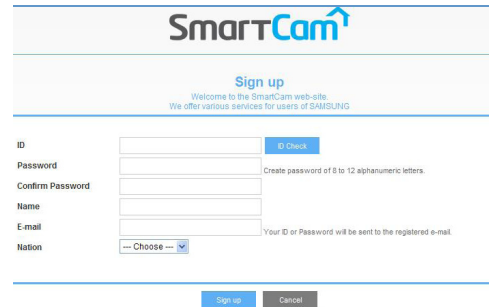 SmartCam
Sign up
Welcome to the SmartCam web-site.
We offer various services for users of SAMSUNG
ID
ID Check
Password
Create password of 8 to 12 alphanumeric letters.
Confirm Password
Name
E-mail
Your ID or Password will be sent to the registered e-mail.
Nation
--- Choose ---
Sign up
Cancel